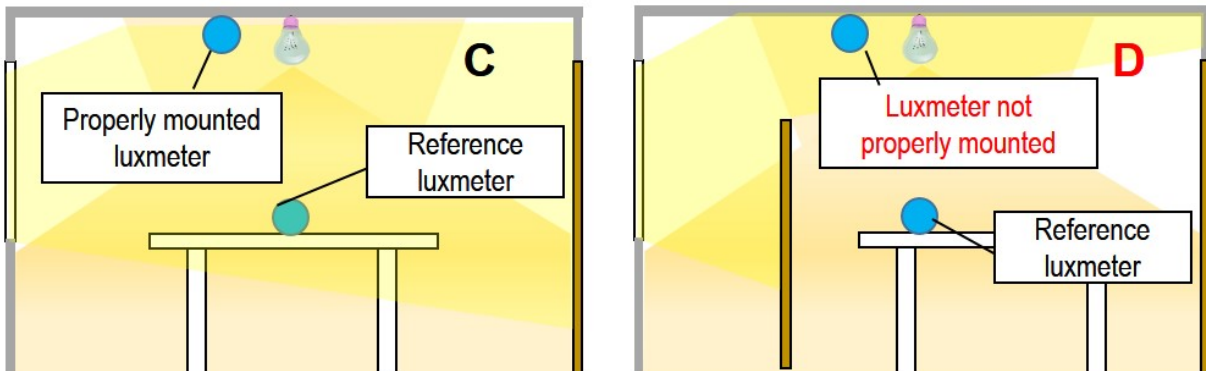 C
Properly mounted
luxmeter
Reference
luxmeter
D
Luxmeter not
properly mounted
Reference
luxmeter